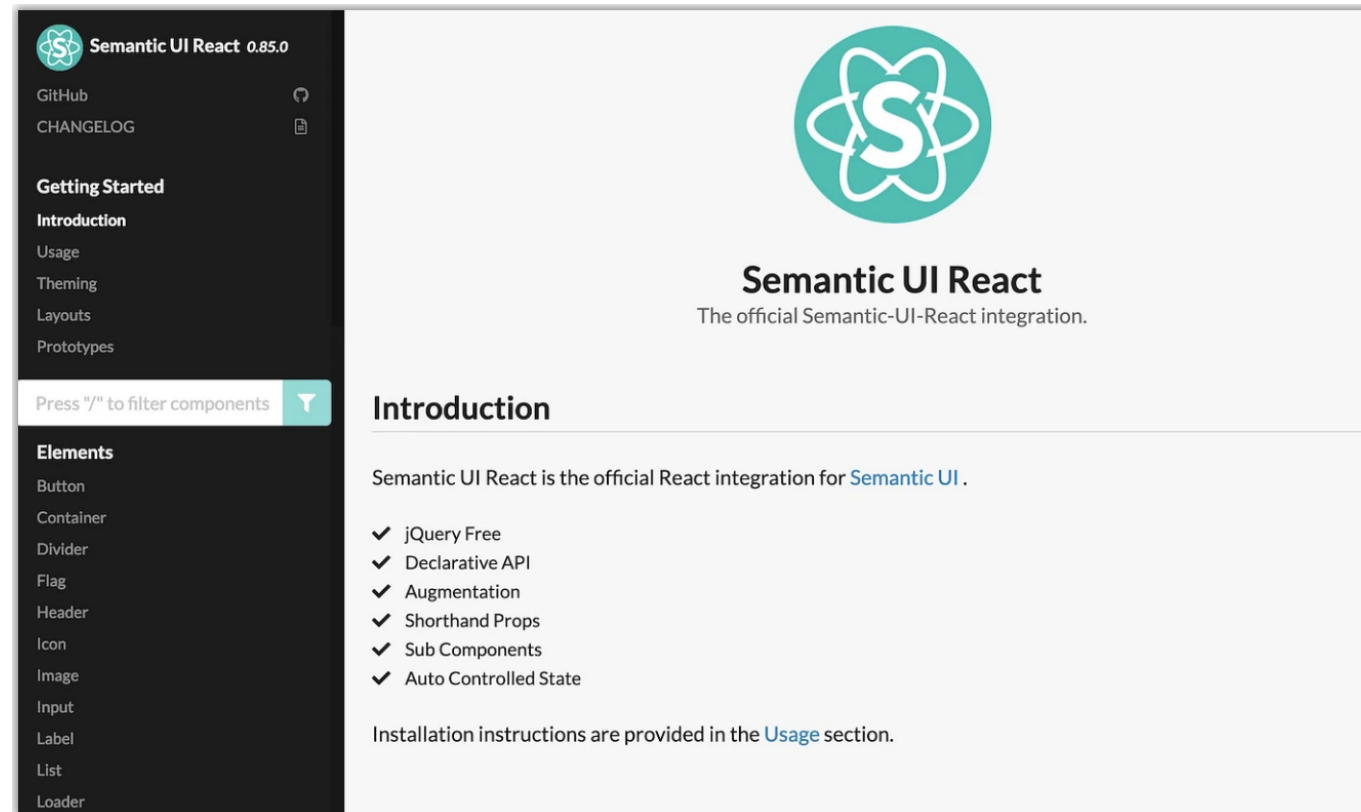 Semantic UI React 0.85.0
GitHub
CHANGELOG
Getting Started
Introduction
Usage
Theming
Layouts
Prototypes
Press "/" to filter components
Elements
Button
Container
Divider
Flag
Header
Icon
Image
Input
Label
List
Loader
S
Semantic UI React
The official Semantic-UI-React integration.
Introduction
Semantic UI React is the official React integration for Semantic UI .
jQuery Free
Declarative API
Augmentation
Shorthand Props
Sub Components
Auto Controlled State
Installation instructions are provided in the Usage section.